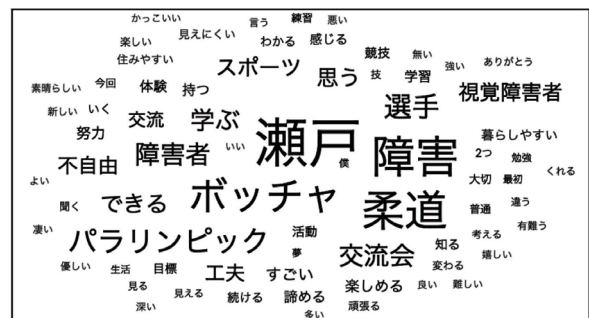 かっこいい 言う 練習 悪い
楽しい 見えにくい わかる 感じる 競技 無い ありがとう
住みやすい スポーツ 思う 技 学習 強い
素晴らしい 今回 体験 持つ 選手 視覚障害者
新しい いく 努力 交流 学ぶ 瀬戸 暮らしやすい
不自由 障害者 いい 僕 障害 2つ 勉強
よい できる ボッチャ 柔道 大切 最初 くれる
聞く 普通 違う
凄い パラリンピック 活動 交流会 知る 考える 有難う
優しい 生活 目標 工夫 すごい 夢 変わる 嬉しい
見る 見える 続ける 諦める 楽しめる 良い 難しい
深い 多い 頑張る